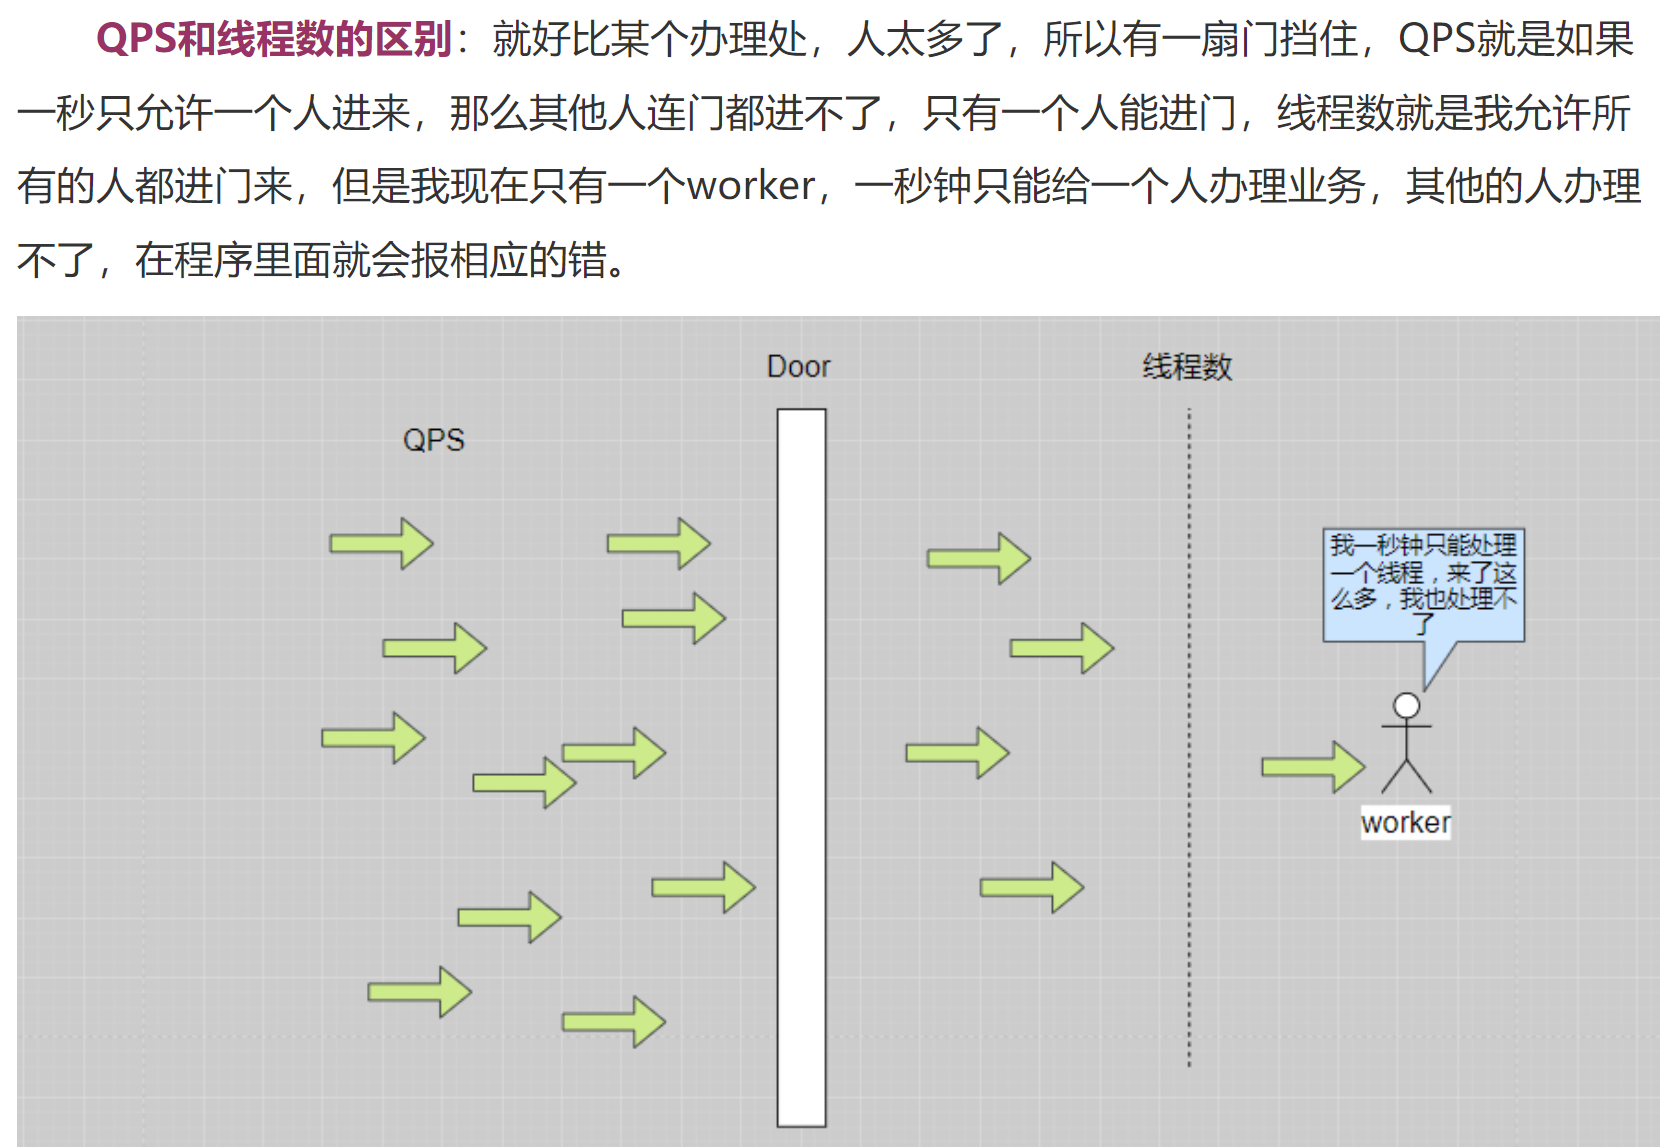 QPS和线程数的区别：就好比某个办理处，人太多了，所以有一扇门挡住，QPS就是如果
一秒只允许一个人进来，那么其他人连门都进不了，只有一个人能进门，线程数就是我允许所
有的人都进门来，但是我现在只有一个worker，一秒钟只能给一个人办理业务，其他的人办理
不了，在程序里面就会报相应的错。
Door
线程数
QPS
我一秒钟只能处理
一个线程，来了这
么多，我也处理不
了
worker